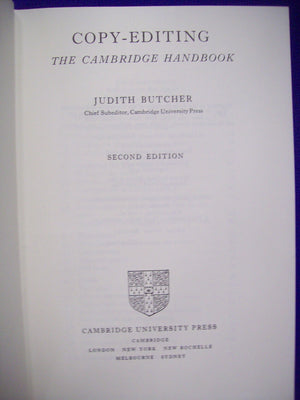 COPY-EDITING
THE CAMBRIDGE HANDBOOK
JUDITH BUTCHER
Chief Subeditor, Cambridge University Press
SECOND EDITION
CAMBRIDGE UNIVERSITY PRESS
CAMBRIDGE
LONDON NEW YORK NEW ROCHELLE
MELBOURNE SYDNEY